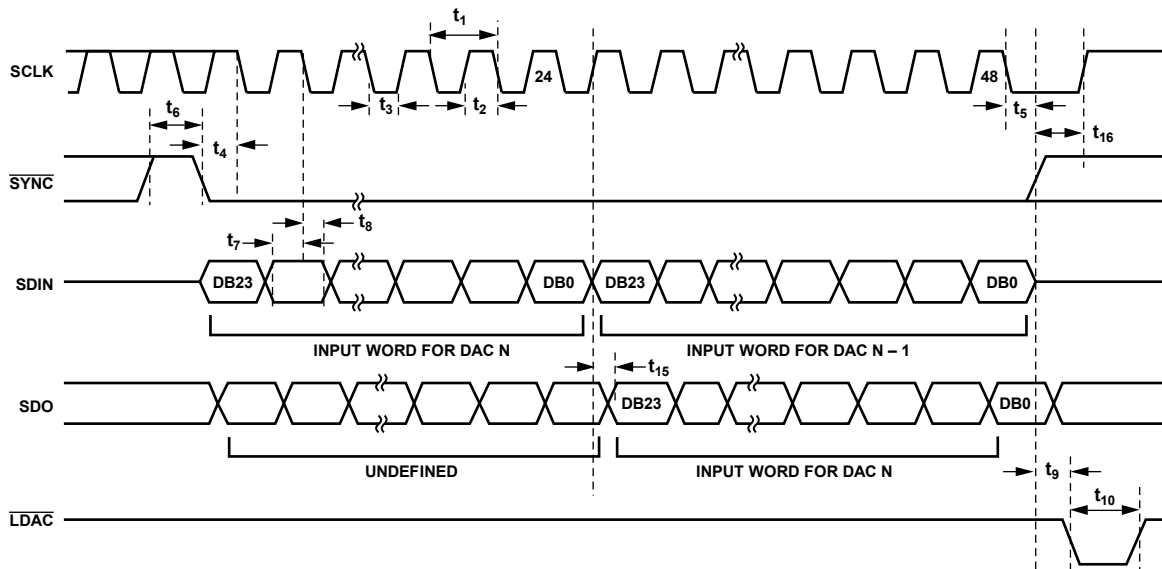 t1
SCLK
24
48
t3
t2
t5
t6
t4
t16
SYNC
t8
t7
SDIN
DB23
DB0
DB23
DB0
INPUT WORD FOR DAC N
INPUT WORD FOR DAC N – 1
t15
SDO
DB23
DB0
UNDEFINED
INPUT WORD FOR DAC N
t9
t10
LDAC